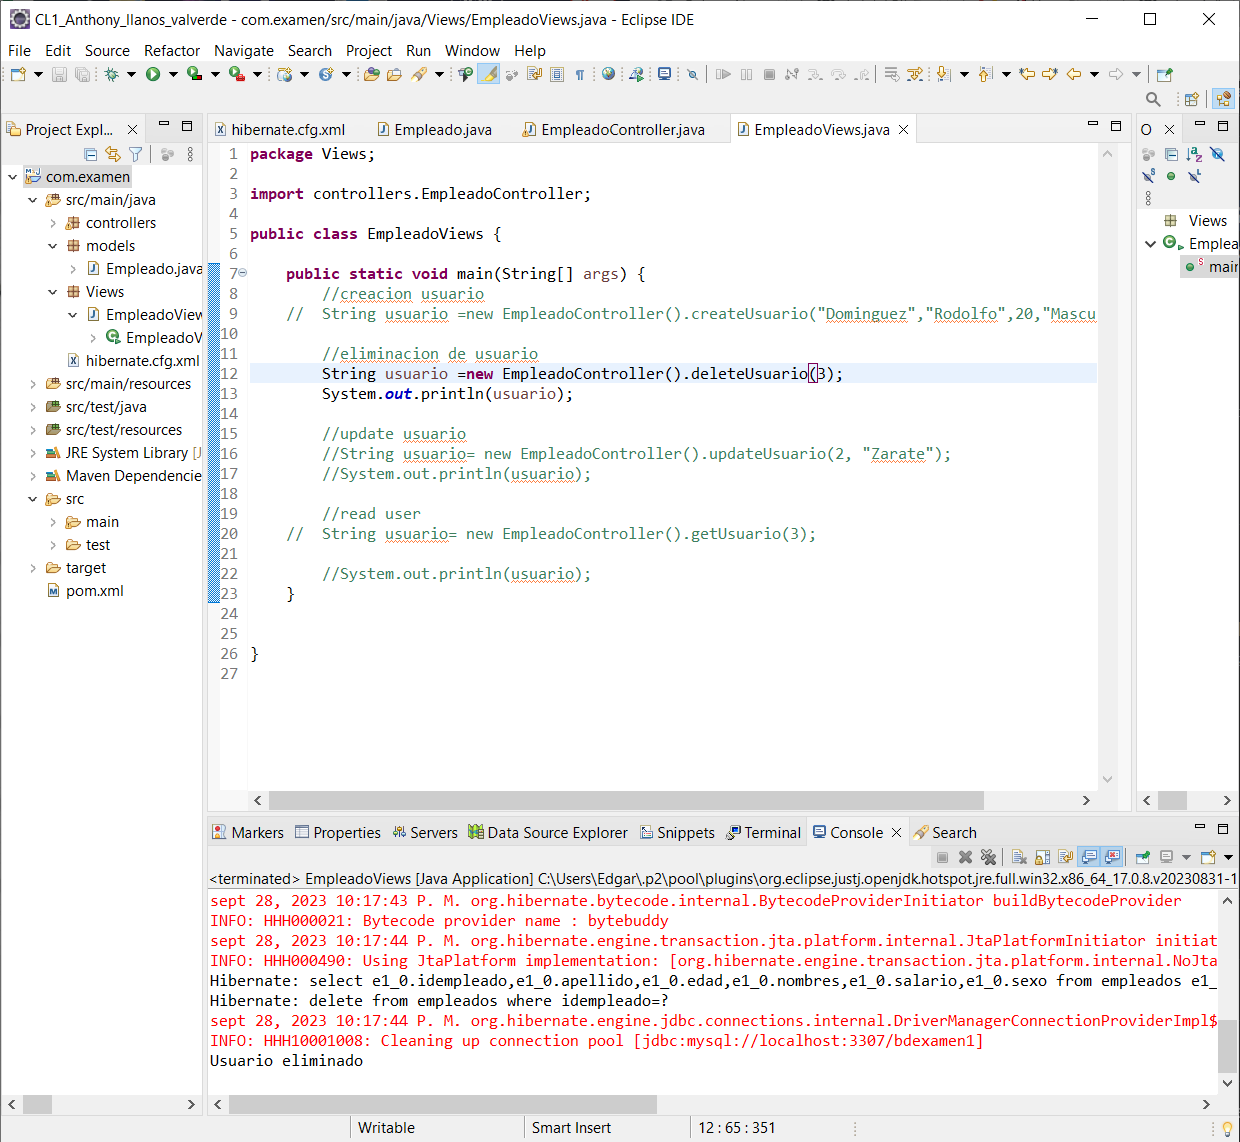 CL1_Anthony_llanos_valverde - com.examen/src/main/java/Views/EmpleadoViews.java - Eclipse IDE
File Edit Source Refactor Navigate Search Project Run Window Help
Project Expl...
com.examen
src/main/java
controllers
models
Empleado.java
Views
EmpleadoView
EmpleadoV
hibernate.cfg.xml
src/main/resources
src/test/java
src/test/resources
JRE System Library [J
Maven Dependencie
src
main
test
target
pom.xml
hibernate.cfg.xml Empleado.java EmpleadoController.java EmpleadoViews.java
1 package Views;
2
3 import controllers.EmpleadoController;
4
5 public class EmpleadoViews {
6
7 public static void main(String[] args) {
8 //creacion usuario
9 // String usuario =new EmpleadoController().createUsuario("Dominguez","Rodolfo",20,"Mascu
10
11 //eliminacion de usuario
12 String usuario =new EmpleadoController().deleteUsuario(3);
13 System.out.println(usuario);
14
15 //update usuario
16 //String usuario= new EmpleadoController().updateUsuario(2, "Zarate");
17 //System.out.println(usuario);
18
19 //read user
20 // String usuario= new EmpleadoController().getUsuario(3);
21
22 //System.out.println(usuario);
23 }
24
25
26 }
27
O
Views
Emplea
main
Markers Properties Servers Data Source Explorer Snippets Terminal Console Search
<terminated> EmpleadoViews [Java Application] C:\Users\Edgar\.p2\pool\plugins\org.eclipse.justj.openjdk.hotspot.jre.full.win32.x86_64_17.0.8.v20230831-1
sept 28, 2023 10:17:43 P. M. org.hibernate.bytecode.internal.BytecodeProviderInitiator buildBytecodeProvider
INFO: HHH000021: Bytecode provider name : bytebuddy
sept 28, 2023 10:17:44 P. M. org.hibernate.engine.transaction.jta.platform.internal.JtaPlatformInitiator initiat
INFO: HHH000490: Using JtaPlatform implementation: [org.hibernate.engine.transaction.jta.platform.internal.NoJta
Hibernate: select e1_0.idempleado,e1_0.apellido,e1_0.edad,e1_0.nombres,e1_0.salario,e1_0.sexo from empleados e1_
Hibernate: delete from empleados where idempleado=?
sept 28, 2023 10:17:44 P. M. org.hibernate.engine.jdbc.connections.internal.DriverManagerConnectionProviderImpl$
INFO: HHH10001008: Cleaning up connection pool [jdbc:mysql://localhost:3307/bdexamen1]
Usuario eliminado
Writable Smart Insert 12 : 65 : 351